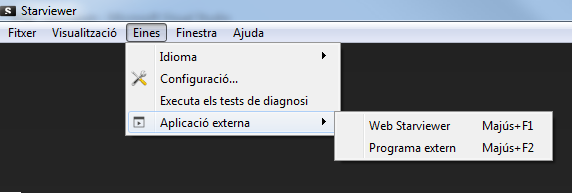 S Starviewer
Fitxer Visualització Eines Finestra Ajuda
Idioma
Configuració...
Executa els tests de diagnosi
Aplicació externa
Web Starviewer Majús+F1
Programa extern Majús+F2